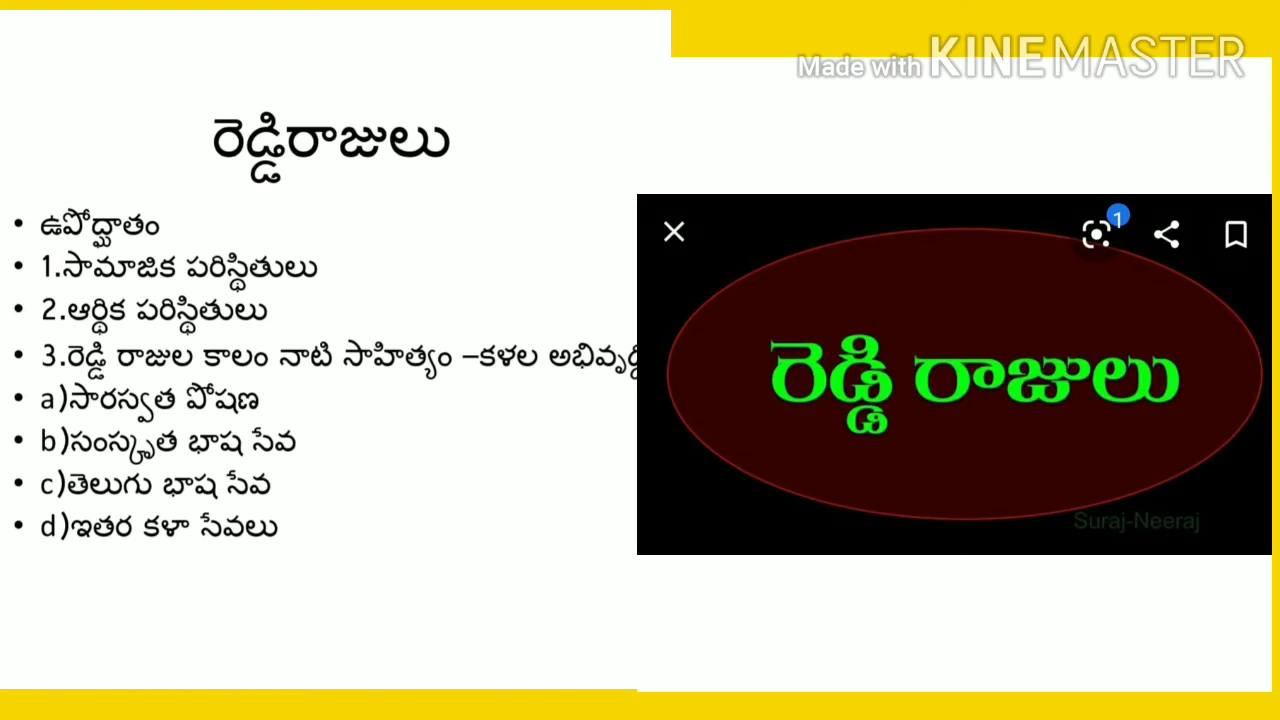 Made with KINEMASTER
రెడ్డిరాజులు
• ఉపోద్ఘాతం
• 1.సామాజిక పరిస్థితులు
• 2.ఆర్థిక పరిస్థితులు
• 3.రెడ్డి రాజుల కాలం నాటి సాహిత్యం –కళల
• a)సారస్వత పోషణ
• b)సంస్కృత భాష సేవ
• c)తెలుగు భాష సేవ
• d)ఇతర కళా సేవలు
1
రెడ్డి రాజులు
Suraj-Neeraj